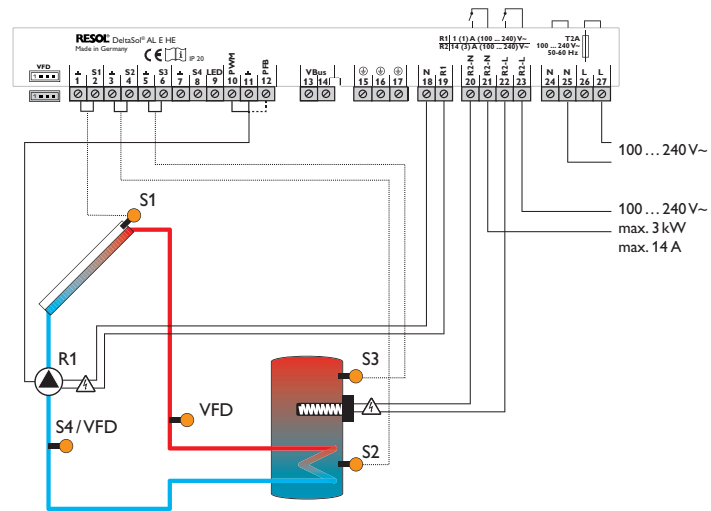 RESOL® DeltaSol® AL E HE
Made in Germany
CE i IP 20
R1 1 (1) A (100 ... 240) V~
R2 14 (3) A (100 ... 240) V~
T2A
100 ... 240 V~
50-60 Hz
VFD
1
1
S1 S2 S3 S4 LED PWM PFB
1 2 3 4 5 6 7 8 9 10 11 12
VBus
13 14
15 16 17
N R1 R2-N R2-N R2-L R2-L
18 19 20 21 22 23
N N L L
24 25 26 27
100 ... 240 V~
100 ... 240 V~
max. 3 kW
max. 14 A
S1
R1
S3
VFD
S4 / VFD
S2